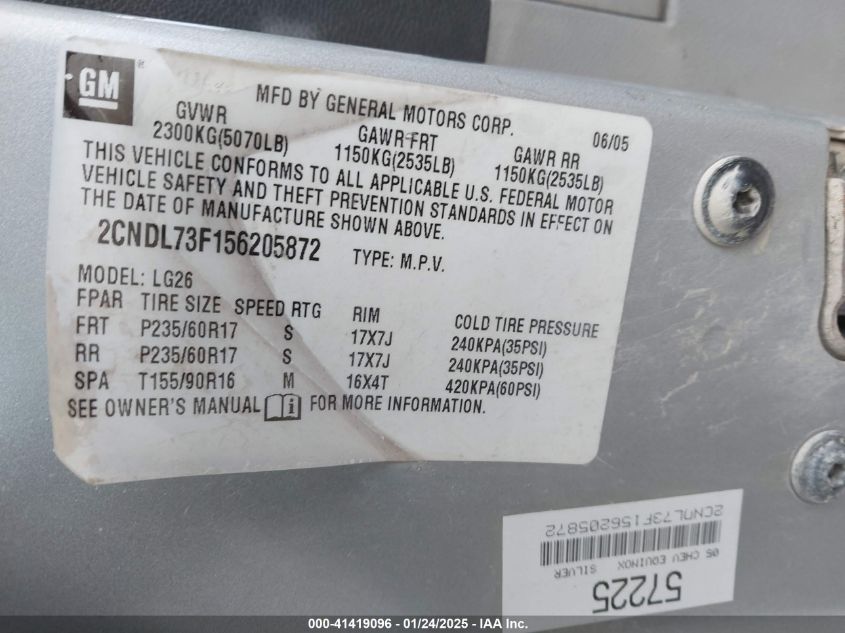 GM
MFD BY GENERAL MOTORS CORP. 06/05
GVWR GAWR FRT GAWR RR
2300KG(5070LB) 1150KG(2535LB) 1150KG(2535LB)
THIS VEHICLE CONFORMS TO ALL APPLICABLE U.S. FEDERAL MOTOR
VEHICLE SAFETY AND THEFT PREVENTION STANDARDS IN EFFECT ON
THE DATE OF MANUFACTURE SHOWN ABOVE.
2CNDL73F156205872 TYPE: M.P.V.
MODEL: LG26
FPAR TIRE SIZE SPEED RTG RIM COLD TIRE PRESSURE
FRT P235/60R17 S 17X7J 240KPA(35PSI)
RR P235/60R17 S 17X7J 240KPA(35PSI)
SPA T155/90R16 M 16X4T 420KPA(60PSI)
SEE OWNER'S MANUAL i FOR MORE INFORMATION.
57225
05 CHEV EQUINOX SILVER
2CNDL73F156205872
000-41419096 - 01/24/2025 - IAA Inc.